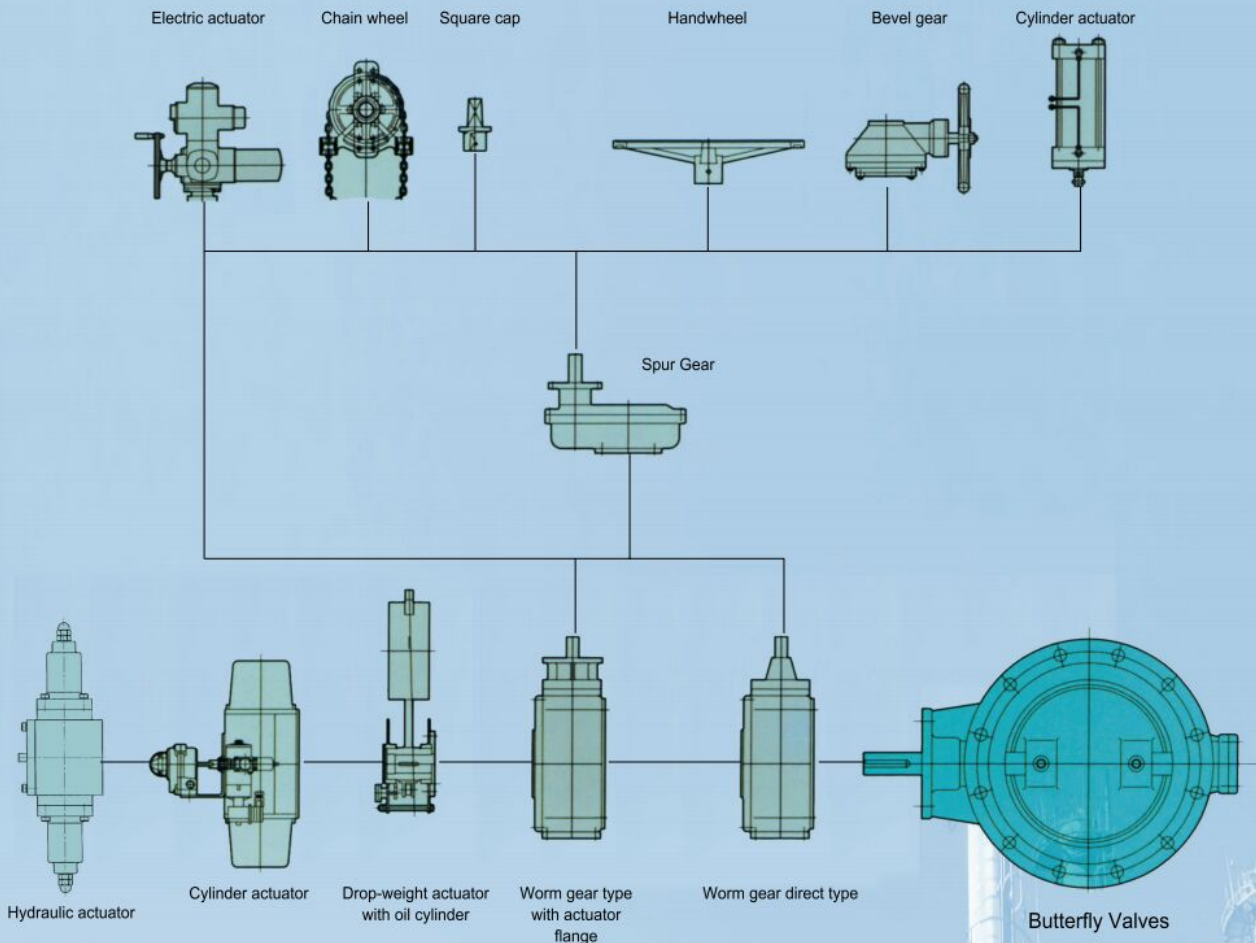 Electric actuator
Chain wheel
Square cap
Handwheel
Bevel gear
Cylinder actuator
Spur Gear
Hydraulic actuator
Cylinder actuator
Drop-weight actuator
with oil cylinder
Worm gear type
with actuator
flange
Worm gear direct type
Butterfly Valves